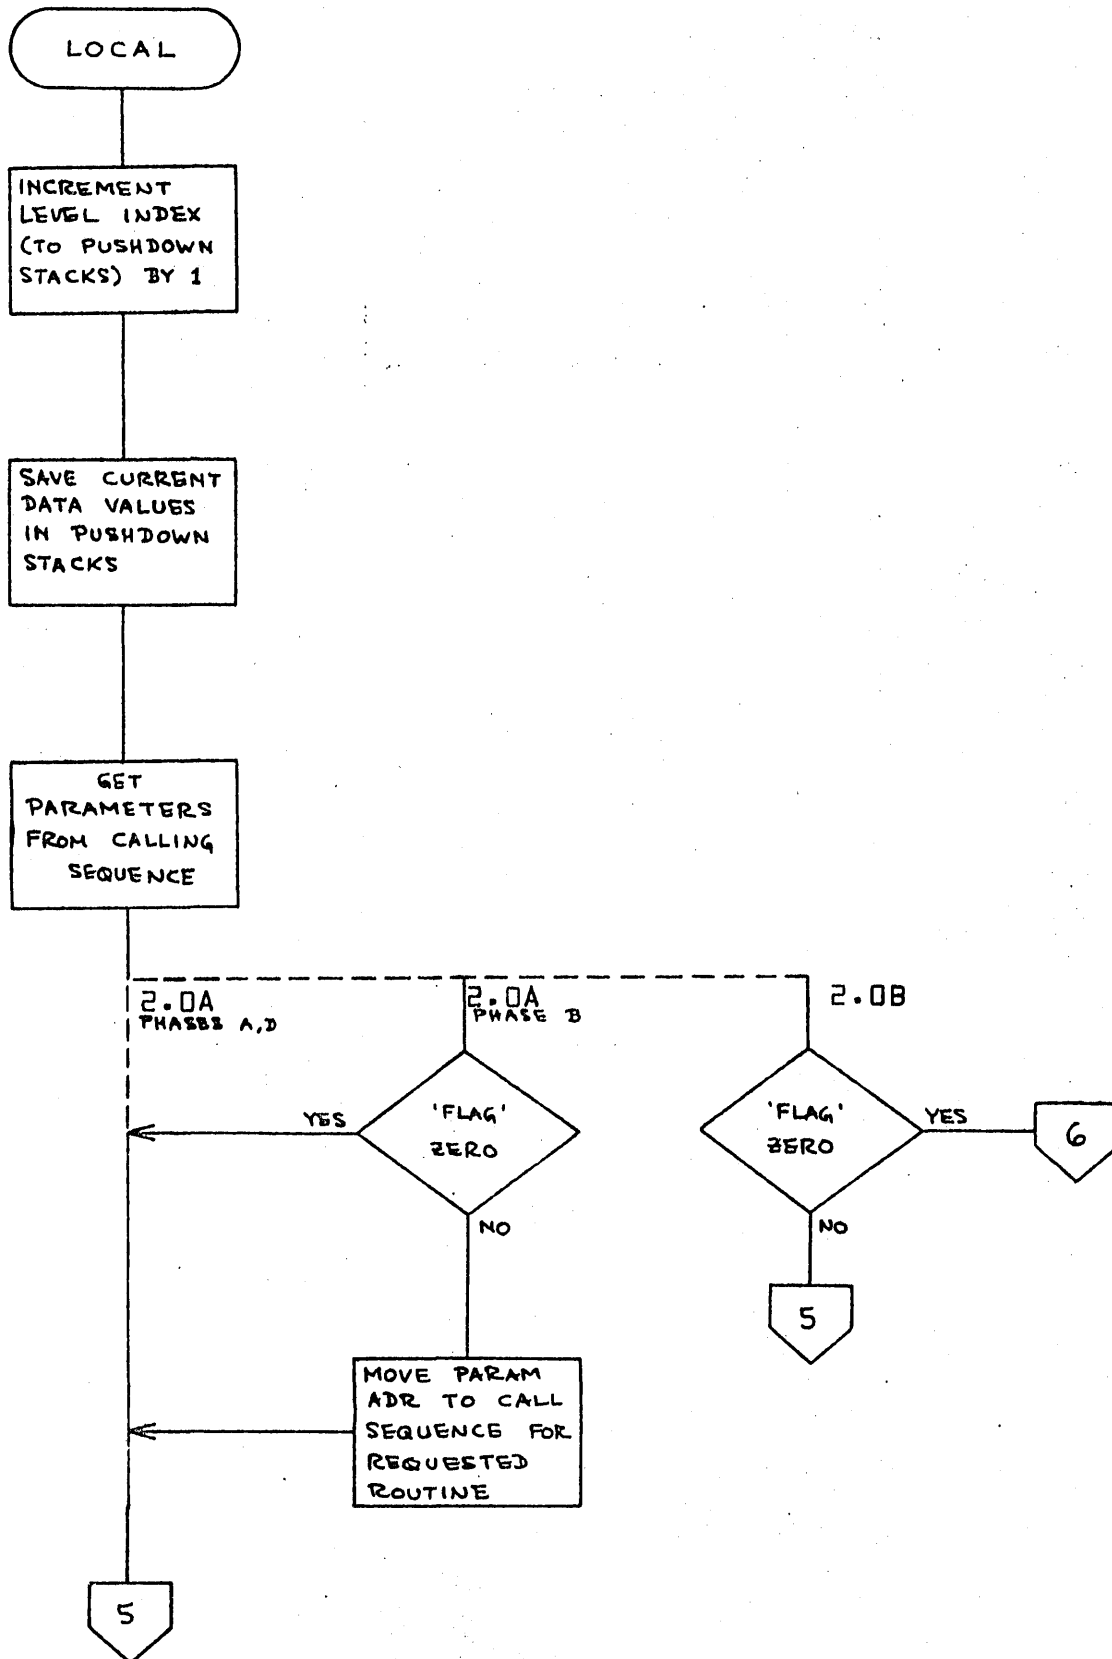 LOCAL
INCREMENT
LEVEL INDEX
(TO PUSHDOWN
STACKS) BY 1
SAVE CURRENT
DATA VALUES
IN PUSHDOWN
STACKS
GET
PARAMETERS
FROM CALLING
SEQUENCE
2.0A
PHASES A,D
2.0A
PHASE B
2.0B
YES
'FLAG'
ZERO
NO
'FLAG'
ZERO
YES
6
NO
5
MOVE PARAM
ADR TO CALL
SEQUENCE FOR
REQUESTED
ROUTINE
5